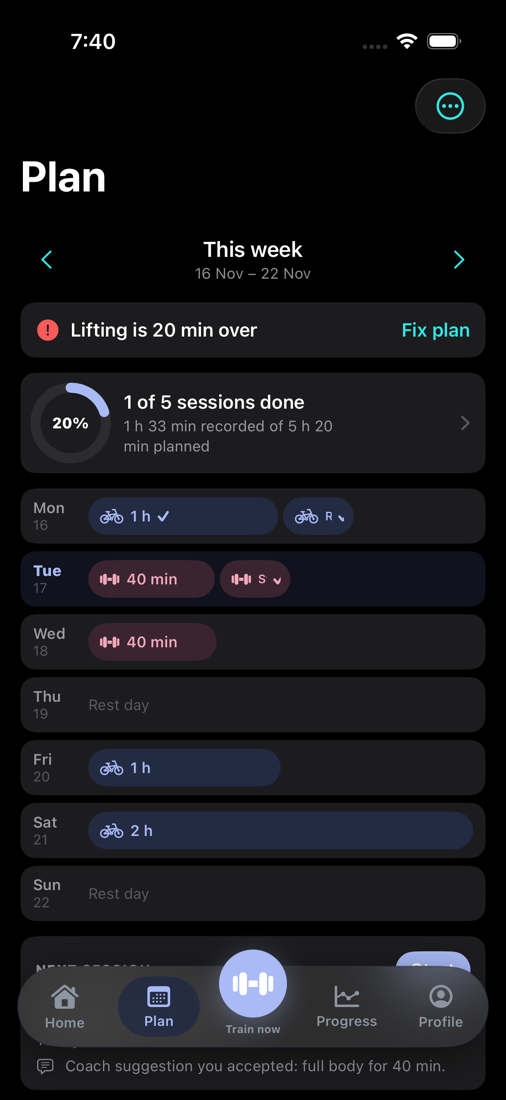 7:40
Plan
This week
16 Nov – 22 Nov
Lifting is 20 min over
Fix plan
20%
1 of 5 sessions done
1 h 33 min recorded of 5 h 20
min planned
Mon
16
1 h
R
Tue
17
40 min
S
Wed
18
40 min
Thu
19
Rest day
Fri
20
1 h
Sat
21
2 h
Sun
22
Rest day
Home
Plan
Train now
Progress
Profile
Coach suggestion you accepted: full body for 40 min.